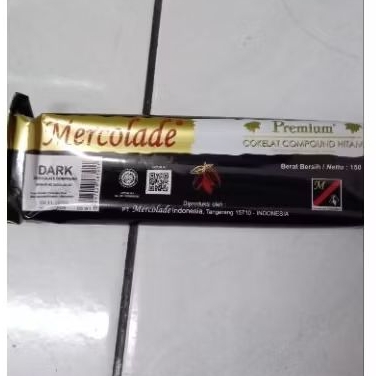 Mercolade
Premium
COKELAT COMPOUND HITAM
DARK
Berat Bersih / Netto : 150
Diproduksi oleh :
PT. Mercolade Indonesia, Tangerang 15710 - INDONESIA
M